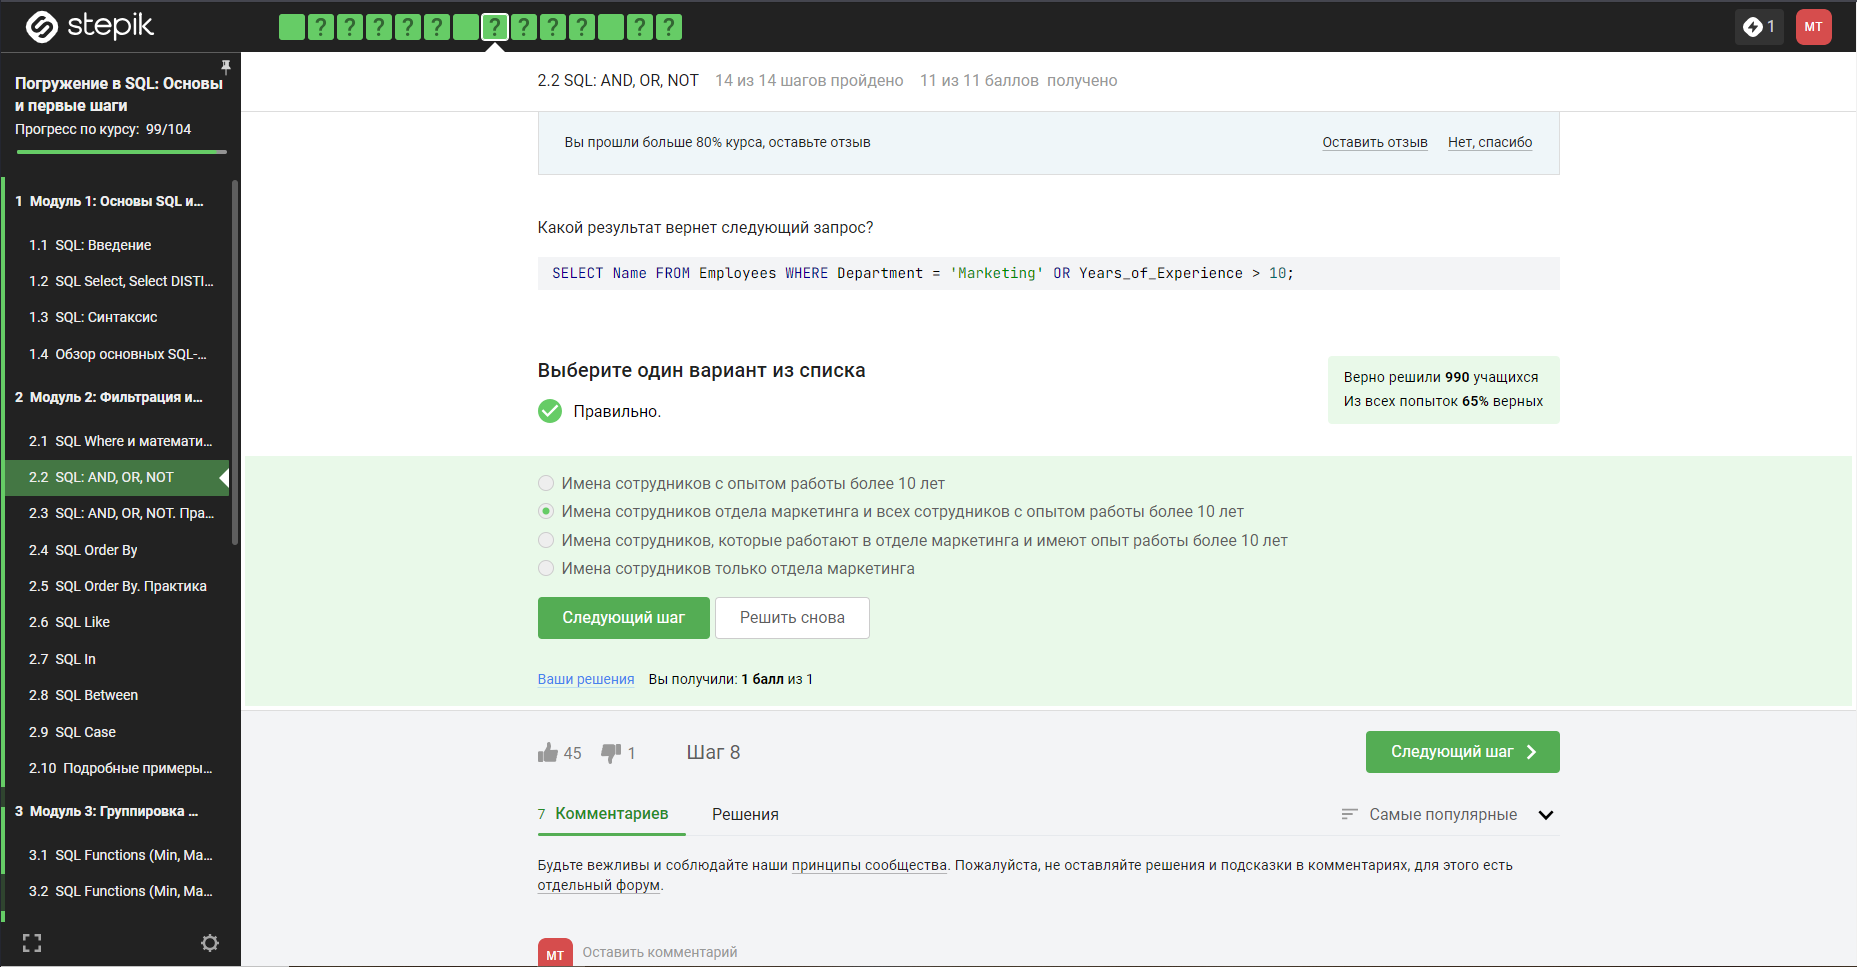 stepik
? ? ? ? ? ? ? ? ? ? ?
1
MT
Погружение в SQL: Основы
и первые шаги
Прогресс по курсу: 99/104
1 Модуль 1: Основы SQL и...
1.1 SQL: Введение
1.2 SQL Select, Select DISTI...
1.3 SQL: Синтаксис
1.4 Обзор основных SQL-...
2 Модуль 2: Фильтрация и...
2.1 SQL Where и математи...
2.2 SQL: AND, OR, NOT
2.3 SQL: AND, OR, NOT. Пра...
2.4 SQL Order By
2.5 SQL Order By. Практика
2.6 SQL Like
2.7 SQL In
2.8 SQL Between
2.9 SQL Case
2.10 Подробные примеры...
3 Модуль 3: Группировка ...
3.1 SQL Functions (Min, Ma...
3.2 SQL Functions (Min, Ma...
2.2 SQL: AND, OR, NOT 14 из 14 шагов пройдено 11 из 11 баллов получено
Вы прошли больше 80% курса, оставьте отзыв
Оставить отзыв Нет, спасибо
Какой результат вернет следующий запрос?
SELECT Name FROM Employees WHERE Department = 'Marketing' OR Years_of_Experience > 10;
Выберите один вариант из списка
Правильно.
Верно решили 990 учащихся
Из всех попыток 65% верных
Имена сотрудников с опытом работы более 10 лет
Имена сотрудников отдела маркетинга и всех сотрудников с опытом работы более 10 лет
Имена сотрудников, которые работают в отделе маркетинга и имеют опыт работы более 10 лет
Имена сотрудников только отдела маркетинга
Следующий шаг Решить снова
Ваши решения Вы получили: 1 балл из 1
45 1 Шаг 8
Следующий шаг
7 Комментариев Решения
Самые популярные
Будьте вежливы и соблюдайте наши принципы сообщества. Пожалуйста, не оставляйте решения и подсказки в комментариях, для этого есть
отдельный форум.
MT Оставить комментарий